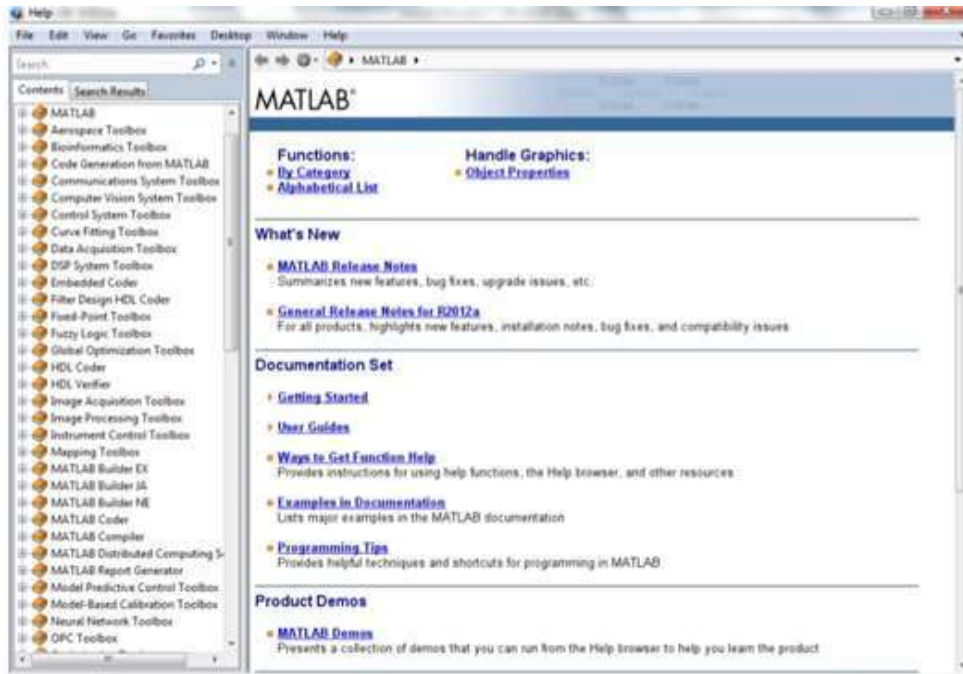 Help
File Edit View Go Favorites Desktop Window Help
Search
Contents Search Results
MATLAB
Aerospace Toolbox
Bioinformatics Toolbox
Code Generation from MATLAB
Communications System Toolbox
Computer Vision System Toolbox
Control System Toolbox
Curve Fitting Toolbox
Data Acquisition Toolbox
DSP System Toolbox
Embedded Coder
Filter Design HDL Coder
Fixed-Point Toolbox
Fuzzy Logic Toolbox
Global Optimization Toolbox
HDL Coder
HDL Verifier
Image Acquisition Toolbox
Image Processing Toolbox
Instrument Control Toolbox
Mapping Toolbox
MATLAB Builder EX
MATLAB Builder JA
MATLAB Builder NE
MATLAB Coder
MATLAB Compiler
MATLAB Distributed Computing S
MATLAB Report Generator
Model Predictive Control Toolbox
Model-Based Calibration Toolbox
Neural Network Toolbox
OPC Toolbox
MATLAB
MATLAB®
Functions:
By Category
Alphabetical List
Handle Graphics:
Object Properties
What's New
MATLAB Release Notes
Summarizes new features, bug fixes, upgrade issues, etc.
General Release Notes for R2012a
For all products, highlights new features, installation notes, bug fixes, and compatibility issues
Documentation Set
Getting Started
User Guides
Ways to Get Function Help
Provides instructions for using help functions, the Help browser, and other resources
Examples in Documentation
Lists major examples in the MATLAB documentation
Programming Tips
Provides helpful techniques and shortcuts for programming in MATLAB
Product Demos
MATLAB Demos
Presents a collection of demos that you can run from the Help browser to help you learn the product